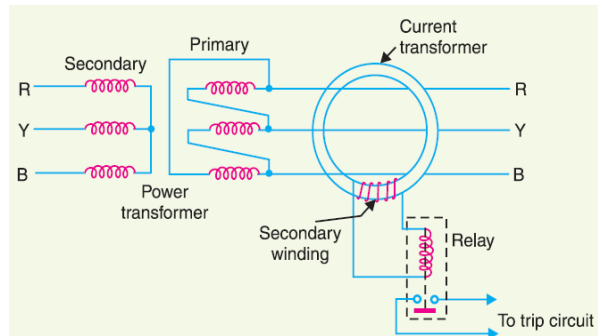 Current
transformer
Primary
Secondary
R
R
Y
Y
B
B
Power
transformer
Secondary
winding
Relay
To trip circuit